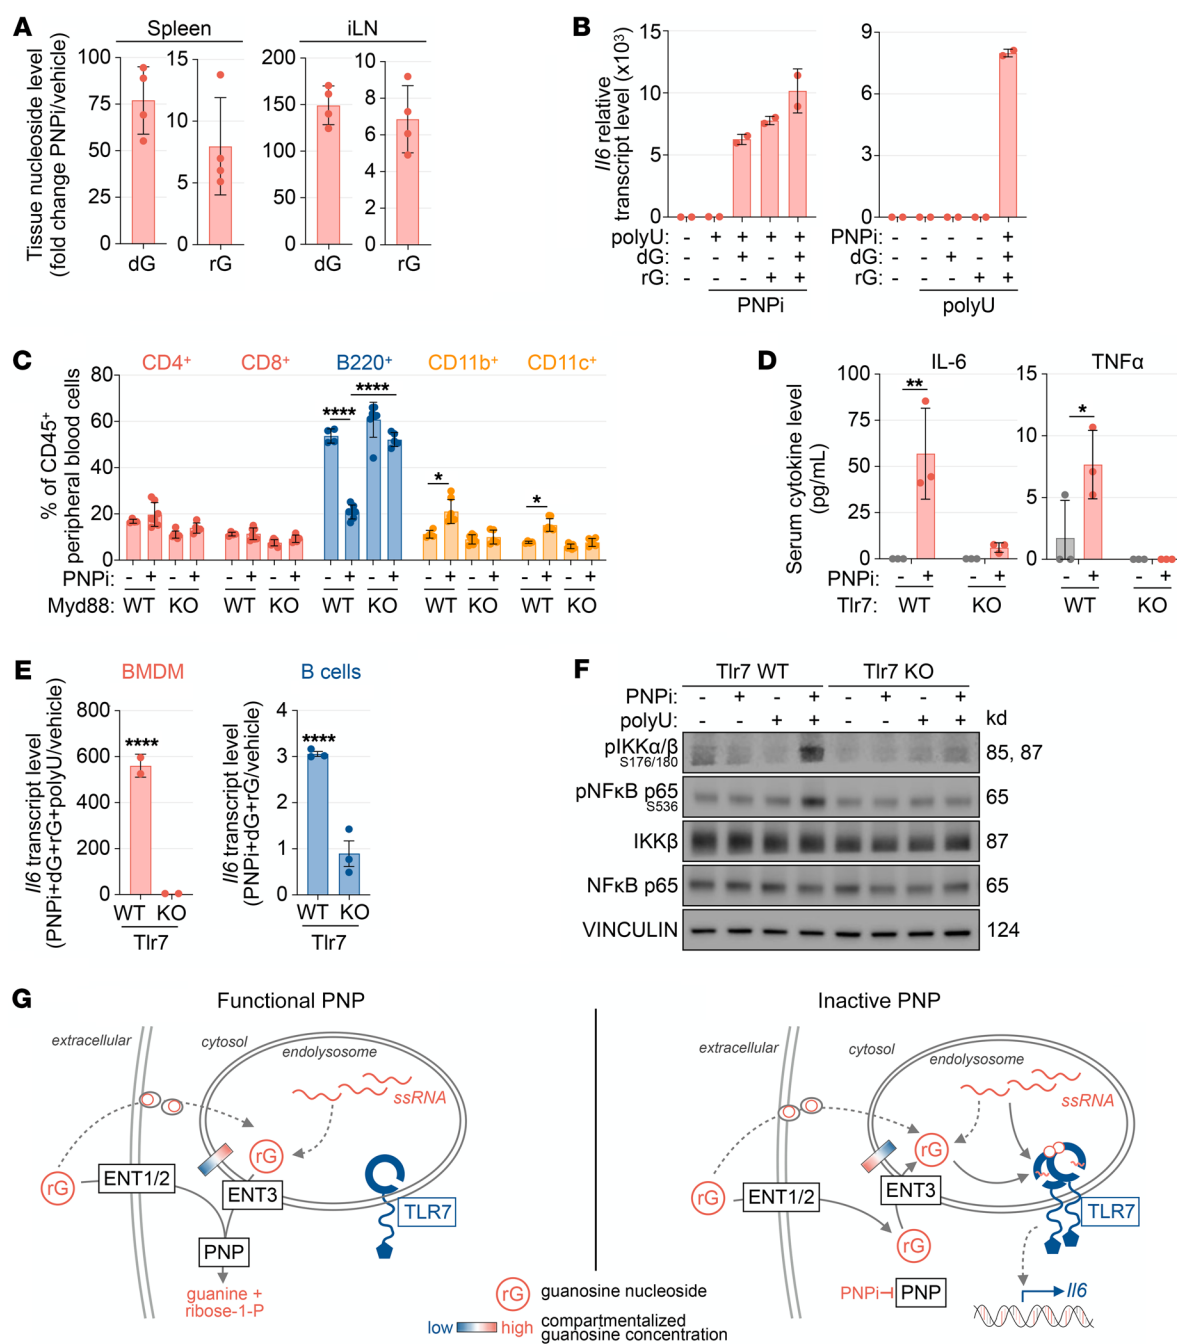 A
Spleen
iLN
Tissue nucleoside level
(fold change PNPi/vehicle)
100
75
50
25
0
dG
15
10
5
0
rG
200
150
100
50
0
dG
10
8
6
4
2
0
rG
B
Il6 relative
transcript level (x10³)
15
10
5
0
polyU: - + + + +
dG: - - + - +
rG: - - - + +
PNPi
9
6
3
0
PNPi: - - - - +
dG: - - + - +
rG: - - - + +
polyU
C
CD4⁺ CD8⁺ B220⁺ CD11b⁺ CD11c⁺
% of CD45⁺
peripheral blood cells
80
60
40
20
0
**** **** * *
PNPi: - + - + - + - + - + - + - + - + - + - +
Myd88: WT KO WT KO WT KO WT KO WT KO
D
IL-6
TNFα
Serum cytokine level
(pg/mL)
100
75
50
25
0
**
15
10
5
0
*
PNPi: - + - + - + - +
Tlr7: WT KO WT KO
E
BMDM
B cells
Il6 transcript level
(PNPi+dG+rG+polyU/vehicle)
800
600
400
200
0
****
WT KO
Tlr7
Il6 transcript level
(PNPi+dG+rG/vehicle)
4
3
2
1
0
****
WT KO
Tlr7
F
Tlr7 WT Tlr7 KO
PNPi: - + - + - + - +
polyU: - - + + - - + + kd
pIKKα/β
S176/180
85, 87
pNFκB p65
S536
65
IKKβ 87
NFκB p65 65
VINCULIN 124
G
Functional PNP
extracellular
cytosol
endolysosome
ssRNA
rG
rG
ENT1/2
ENT3
TLR7
PNP
guanine +
ribose-1-P
Inactive PNP
extracellular
cytosol
endolysosome
ssRNA
rG
rG
ENT1/2
ENT3
TLR7
rG
PNPi
PNP
Il6
rG guanosine nucleoside
low high compartmentalized
guanosine concentration